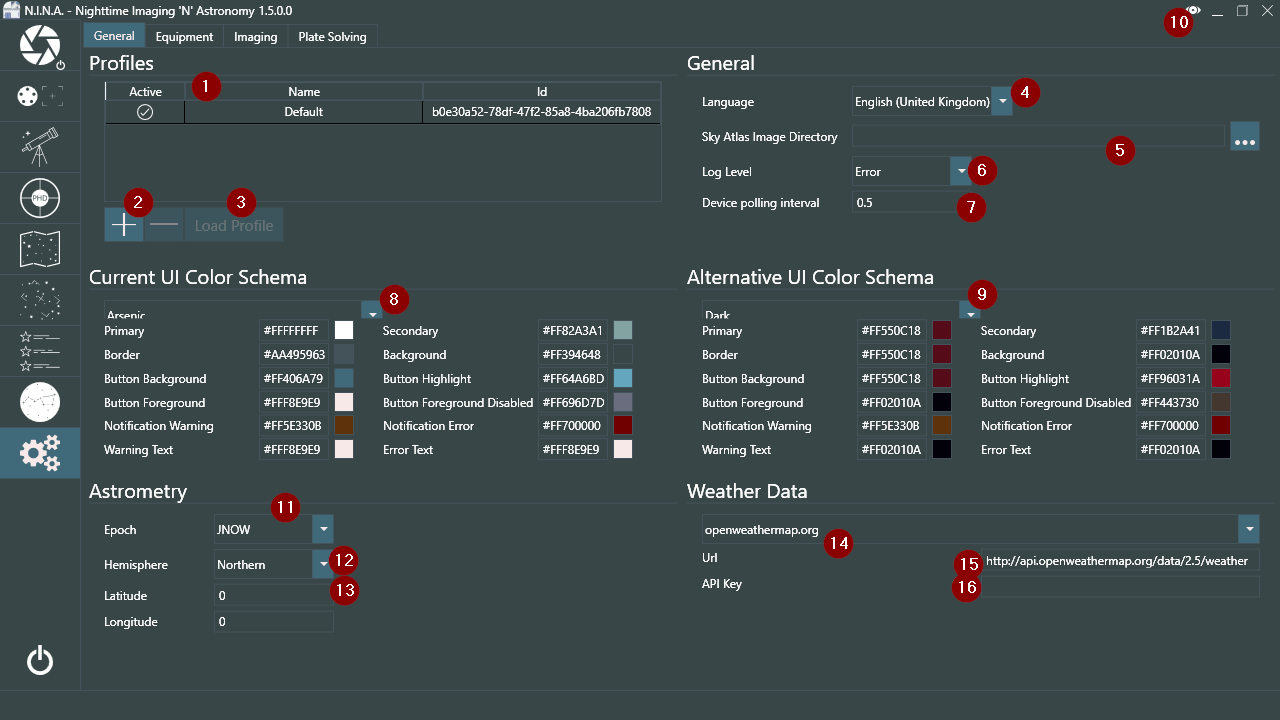 N.I.N.A. - Nighttime Imaging 'N' Astronomy 1.5.0.0
10
General Equipment Imaging Plate Solving
Profiles
1
Active Name Id
Default b0e30a52-78df-47f2-85a8-4ba206fb7808
2 3
Load Profile
General
Language English (United Kingdom) 4
Sky Atlas Image Directory ... 5
Log Level Error 6
Device polling interval 0.5 7
PHD
Current UI Color Schema
Arsenic 8
Primary #FFFFFFFF Secondary #FF82A3A1
Border #AA495963 Background #FF394648
Button Background #FF406A79 Button Highlight #FF64A6BD
Button Foreground #FFF8E9E9 Button Foreground Disabled #FF696D7D
Notification Warning #FF5E330B Notification Error #FF700000
Warning Text #FFF8E9E9 Error Text #FFF8E9E9
Alternative UI Color Schema
Dark 9
Primary #FF550C18 Secondary #FF1B2A41
Border #FF550C18 Background #FF02010A
Button Background #FF550C18 Button Highlight #FF96031A
Button Foreground #FF02010A Button Foreground Disabled #FF443730
Notification Warning #FF5E330B Notification Error #FF700000
Warning Text #FF02010A Error Text #FF02010A
Astrometry
11
Epoch JNOW
Hemisphere Northern 12
Latitude 0 13
Longitude 0
Weather Data
openweathermap.org 14
Url 15 http://api.openweathermap.org/data/2.5/weather
API Key 16